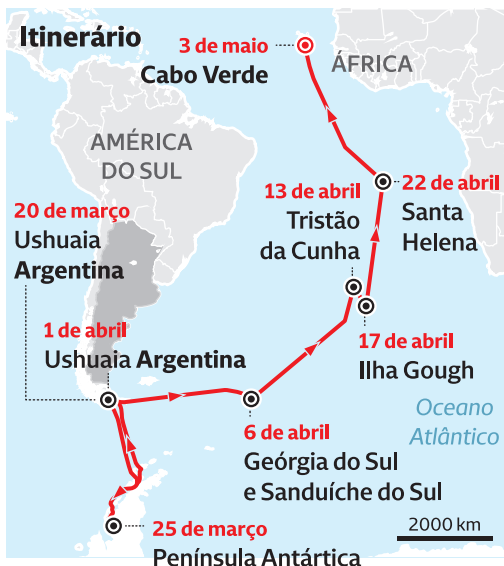 Itinerário
3 de maio
Cabo Verde
ÁFRICA
AMÉRICA
DO SUL
20 de março
Ushuaia
Argentina
13 de abril
Tristão
da Cunha
22 de abril
Santa
Helena
1 de abril
Ushuaia Argentina
17 de abril
Ilha Gough
6 de abril
Geórgia do Sul
e Sanduíche do Sul
Oceano
Atlântico
25 de março
Península Antártica
2000 km